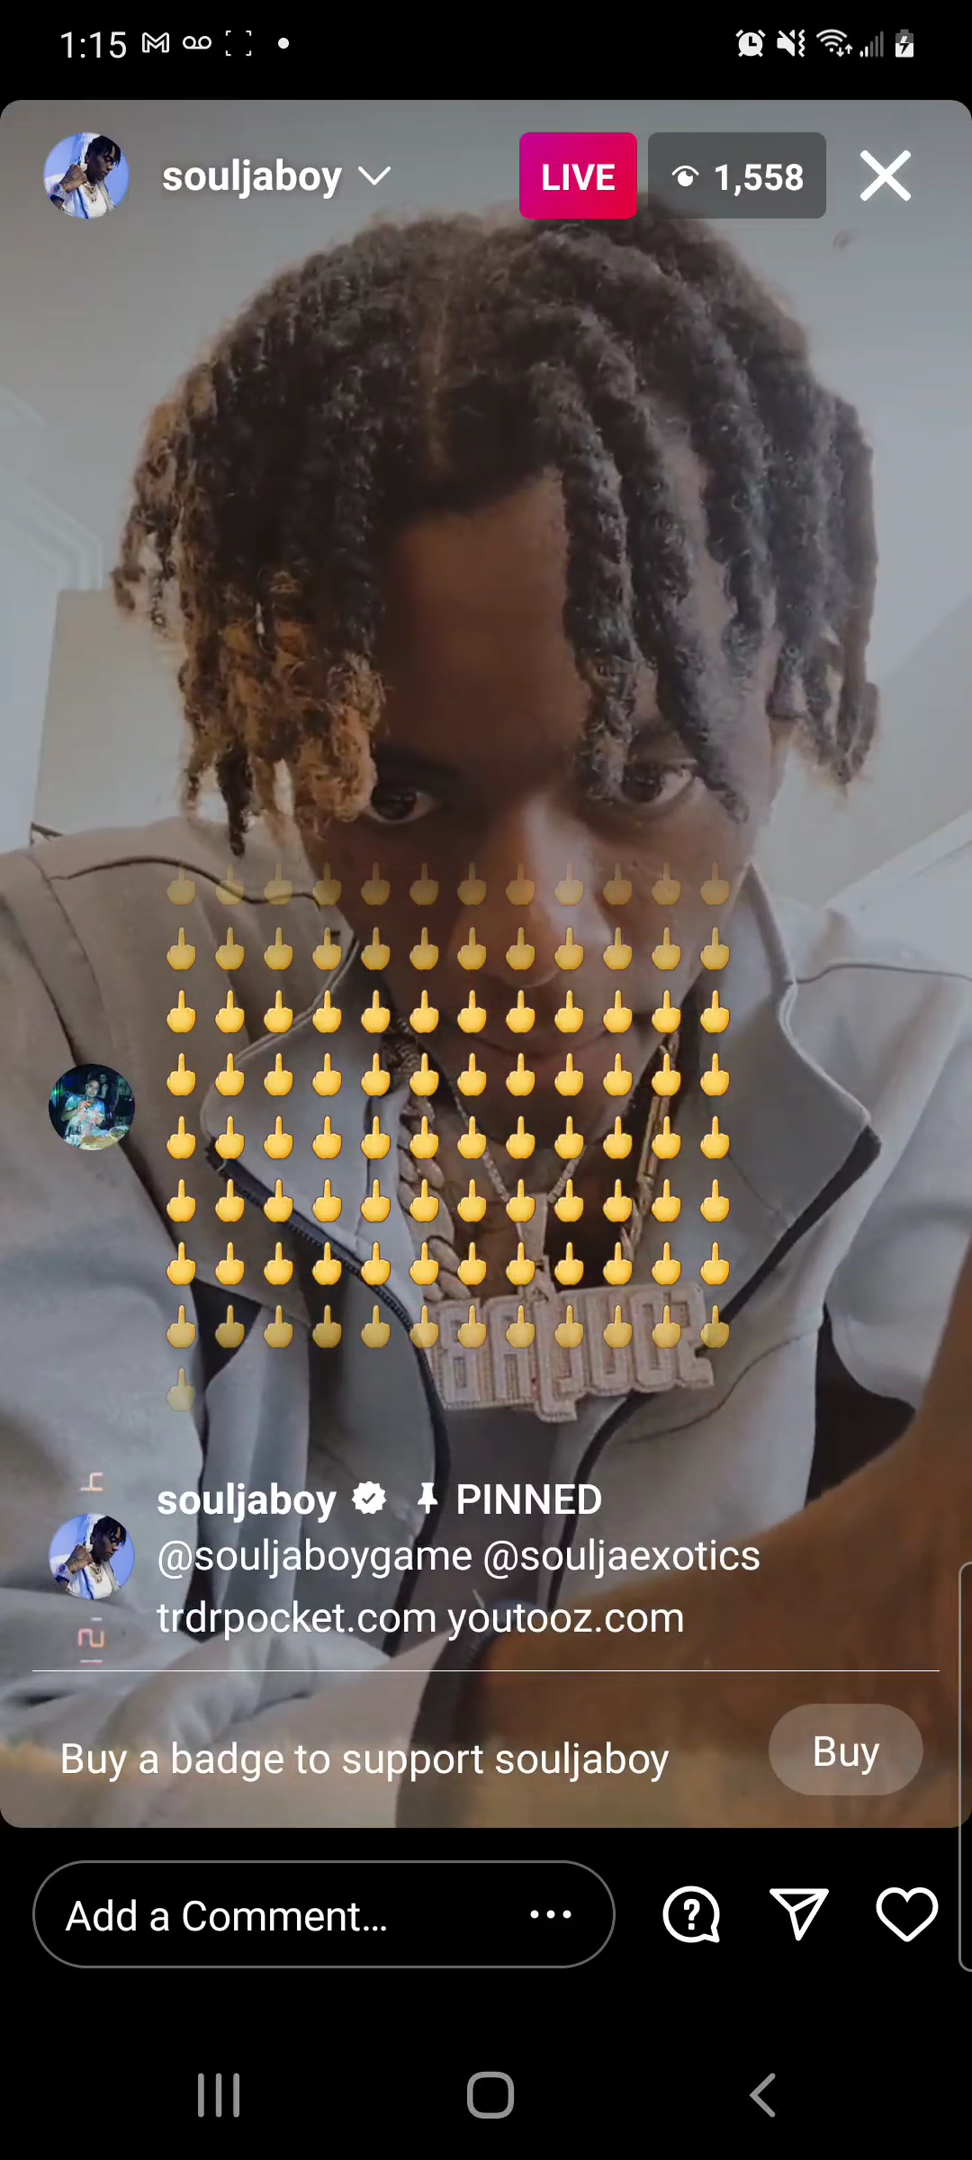 1:15
souljaboy
LIVE
1,558
souljaboy PINNED
@souljaboygame @souljaexotics
trdrpocket.com youtooz.com
Buy a badge to support souljaboy
Buy
Add a Comment...